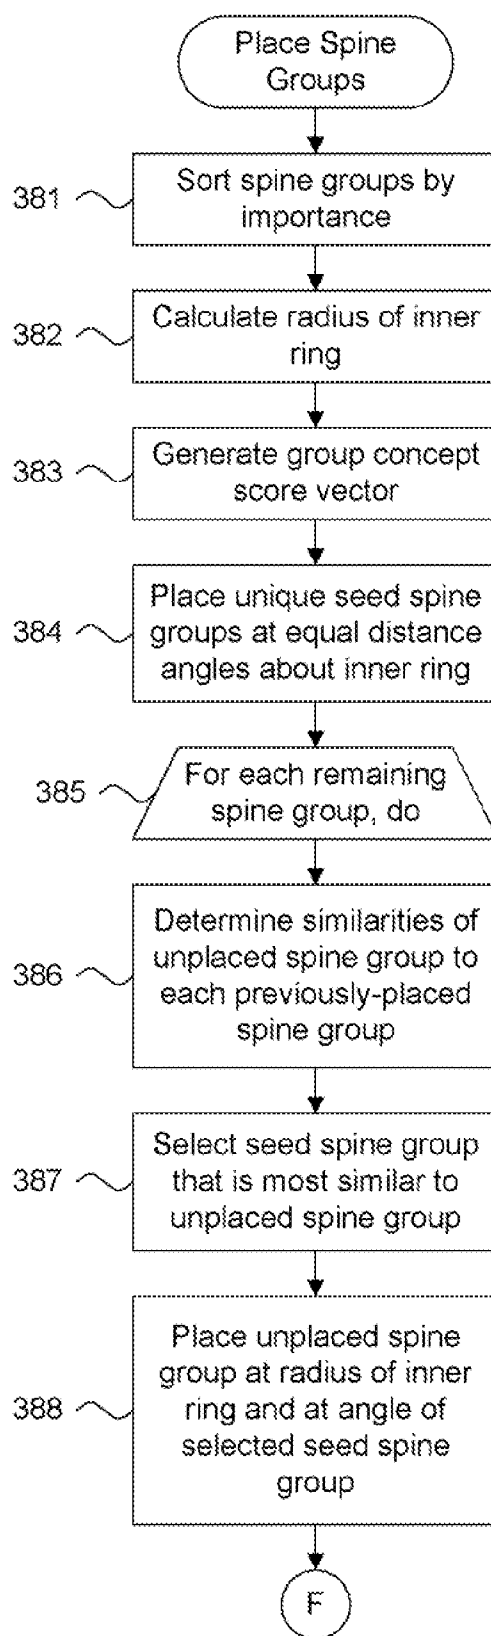 Place Spine
Groups
381
Sort spine groups by
importance
382
Calculate radius of inner
ring
383
Generate group concept
score vector
384
Place unique seed spine
groups at equal distance
angles about inner ring
385
For each remaining
spine group, do
386
Determine similarities of
unplaced spine group to
each previously-placed
spine group
387
Select seed spine group
that is most similar to
unplaced spine group
388
Place unplaced spine
group at radius of inner
ring and at angle of
selected seed spine
group
F